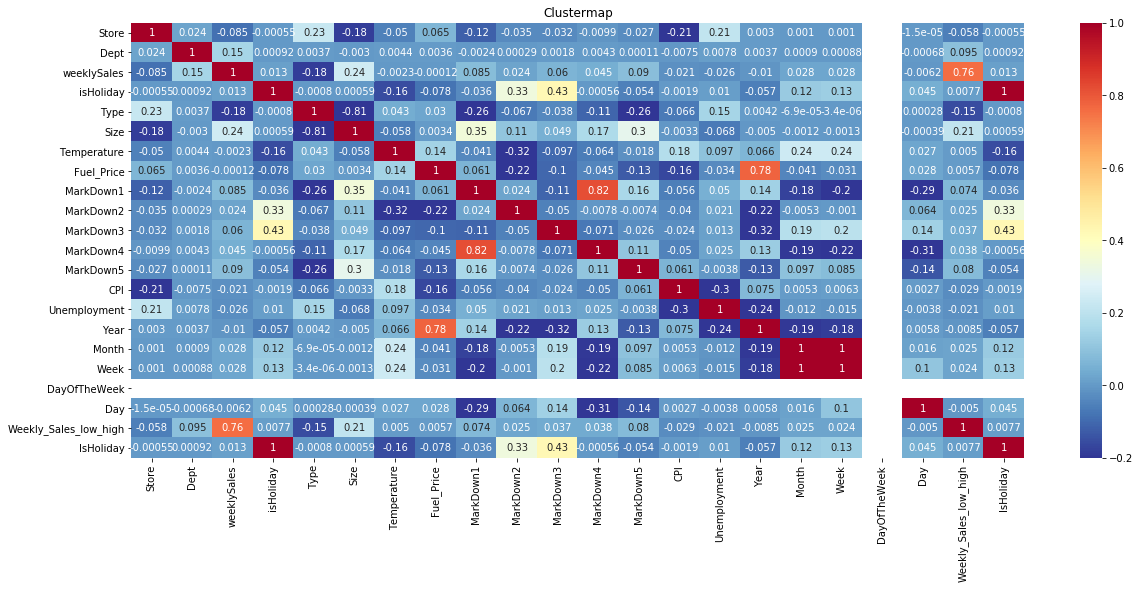 Clustermap
Store 1 0.024 -0.085 -0.00055 0.23 -0.18 -0.05 0.065 -0.12 -0.035 -0.032 -0.0099 -0.027 -0.21 0.21 0.003 0.001 0.001 -1.5e-05 -0.058 -0.00055
Dept 0.024 1 0.15 0.00092 0.0037 -0.003 0.0044 0.0036 -0.0024 0.00029 0.0018 0.0043 0.00011 -0.0075 0.0078 0.0037 0.0009 0.00088 -0.00068 0.095 0.00092
weeklySales -0.085 0.15 1 0.013 -0.18 0.24 -0.0023 -0.00012 0.085 0.024 0.06 0.045 0.09 -0.021 -0.026 -0.01 0.028 0.028 -0.0062 0.76 0.013
isHoliday -0.00055 0.00092 0.013 1 -0.0008 0.00059 -0.16 -0.078 -0.036 0.33 0.43 -0.00056 -0.054 -0.0019 0.01 -0.057 0.12 0.13 0.045 0.0077 1
Type 0.23 0.0037 -0.18 -0.0008 1 -0.81 0.043 0.03 -0.26 -0.067 -0.038 -0.11 -0.26 -0.066 0.15 0.0042 -6.9e-05 -3.4e-06 0.00028 -0.15 -0.0008
Size -0.18 -0.003 0.24 0.00059 -0.81 1 -0.058 0.0034 0.35 0.11 0.049 0.17 0.3 -0.0033 -0.068 -0.005 -0.0012 -0.0013 -0.00039 0.21 0.00059
Temperature -0.05 0.0044 -0.0023 -0.16 0.043 -0.058 1 0.14 -0.041 -0.32 -0.097 -0.064 -0.018 0.18 0.097 0.066 0.24 0.24 0.027 0.005 -0.16
Fuel_Price 0.065 0.0036 -0.00012 -0.078 0.03 0.0034 0.14 1 0.061 -0.22 -0.1 -0.045 -0.13 -0.16 -0.034 0.78 -0.041 -0.031 0.028 0.0057 -0.078
MarkDown1 -0.12 -0.0024 0.085 -0.036 -0.26 0.35 -0.041 0.061 1 0.024 -0.11 0.82 0.16 -0.056 0.05 0.14 -0.18 -0.2 -0.29 0.074 -0.036
MarkDown2 -0.035 0.00029 0.024 0.33 -0.067 0.11 -0.32 -0.22 0.024 1 -0.05 -0.0078 -0.0074 -0.04 0.021 -0.22 -0.0053 -0.001 0.064 0.025 0.33
MarkDown3 -0.032 0.0018 0.06 0.43 -0.038 0.049 -0.097 -0.1 -0.11 -0.05 1 -0.071 -0.026 -0.024 0.013 -0.32 0.19 0.2 0.14 0.037 0.43
MarkDown4 -0.0099 0.0043 0.045 -0.00056 -0.11 0.17 -0.064 -0.045 0.82 -0.0078 -0.071 1 0.11 -0.05 0.025 0.13 -0.19 -0.22 -0.31 0.038 -0.00056
MarkDown5 -0.027 0.00011 0.09 -0.054 -0.26 0.3 -0.018 -0.13 0.16 -0.0074 -0.026 0.11 1 0.061 -0.0038 -0.13 0.097 0.085 -0.14 0.08 -0.054
CPI -0.21 -0.0075 -0.021 -0.0019 -0.066 -0.0033 0.18 -0.16 -0.056 -0.04 -0.024 -0.05 0.061 1 -0.3 0.075 0.0053 0.0063 0.0027 -0.029 -0.0019
Unemployment 0.21 0.0078 -0.026 0.01 0.15 -0.068 0.097 -0.034 0.05 0.021 0.013 0.025 -0.0038 -0.3 1 -0.24 -0.012 -0.015 -0.0038 -0.021 0.01
Year 0.003 0.0037 -0.01 -0.057 0.0042 -0.005 0.066 0.78 0.14 -0.22 -0.32 0.13 -0.13 0.075 -0.24 1 -0.19 -0.18 0.0058 -0.0085 -0.057
Month 0.001 0.0009 0.028 0.12 -6.9e-05 -0.0012 0.24 -0.041 -0.18 -0.0053 0.19 -0.19 0.097 0.0053 -0.012 -0.19 1 1 0.016 0.025 0.12
Week 0.001 0.00088 0.028 0.13 -3.4e-06 -0.0013 0.24 -0.031 -0.2 -0.001 0.2 -0.22 0.085 0.0063 -0.015 -0.18 1 1 0.1 0.024 0.13
DayOfTheWeek
Day -1.5e-05 -0.00068 -0.0062 0.045 0.00028 -0.00039 0.027 0.028 -0.29 0.064 0.14 -0.31 -0.14 0.0027 -0.0038 0.0058 0.016 0.1 1 -0.005 0.045
Weekly_Sales_low_high -0.058 0.095 0.76 0.0077 -0.15 0.21 0.005 0.0057 0.074 0.025 0.037 0.038 0.08 -0.029 -0.021 -0.0085 0.025 0.024 -0.005 1 0.0077
IsHoliday -0.00055 0.00092 0.013 1 -0.0008 0.00059 -0.16 -0.078 -0.036 0.33 0.43 -0.00056 -0.054 -0.0019 0.01 -0.057 0.12 0.13 0.045 0.0077 1
Store Dept weeklySales isHoliday Type Size Temperature Fuel_Price MarkDown1 MarkDown2 MarkDown3 MarkDown4 MarkDown5 CPI Unemployment Year Month Week DayOfTheWeek Day Weekly_Sales_low_high IsHoliday
1.0
0.8
0.6
0.4
0.2
0.0
−0.2